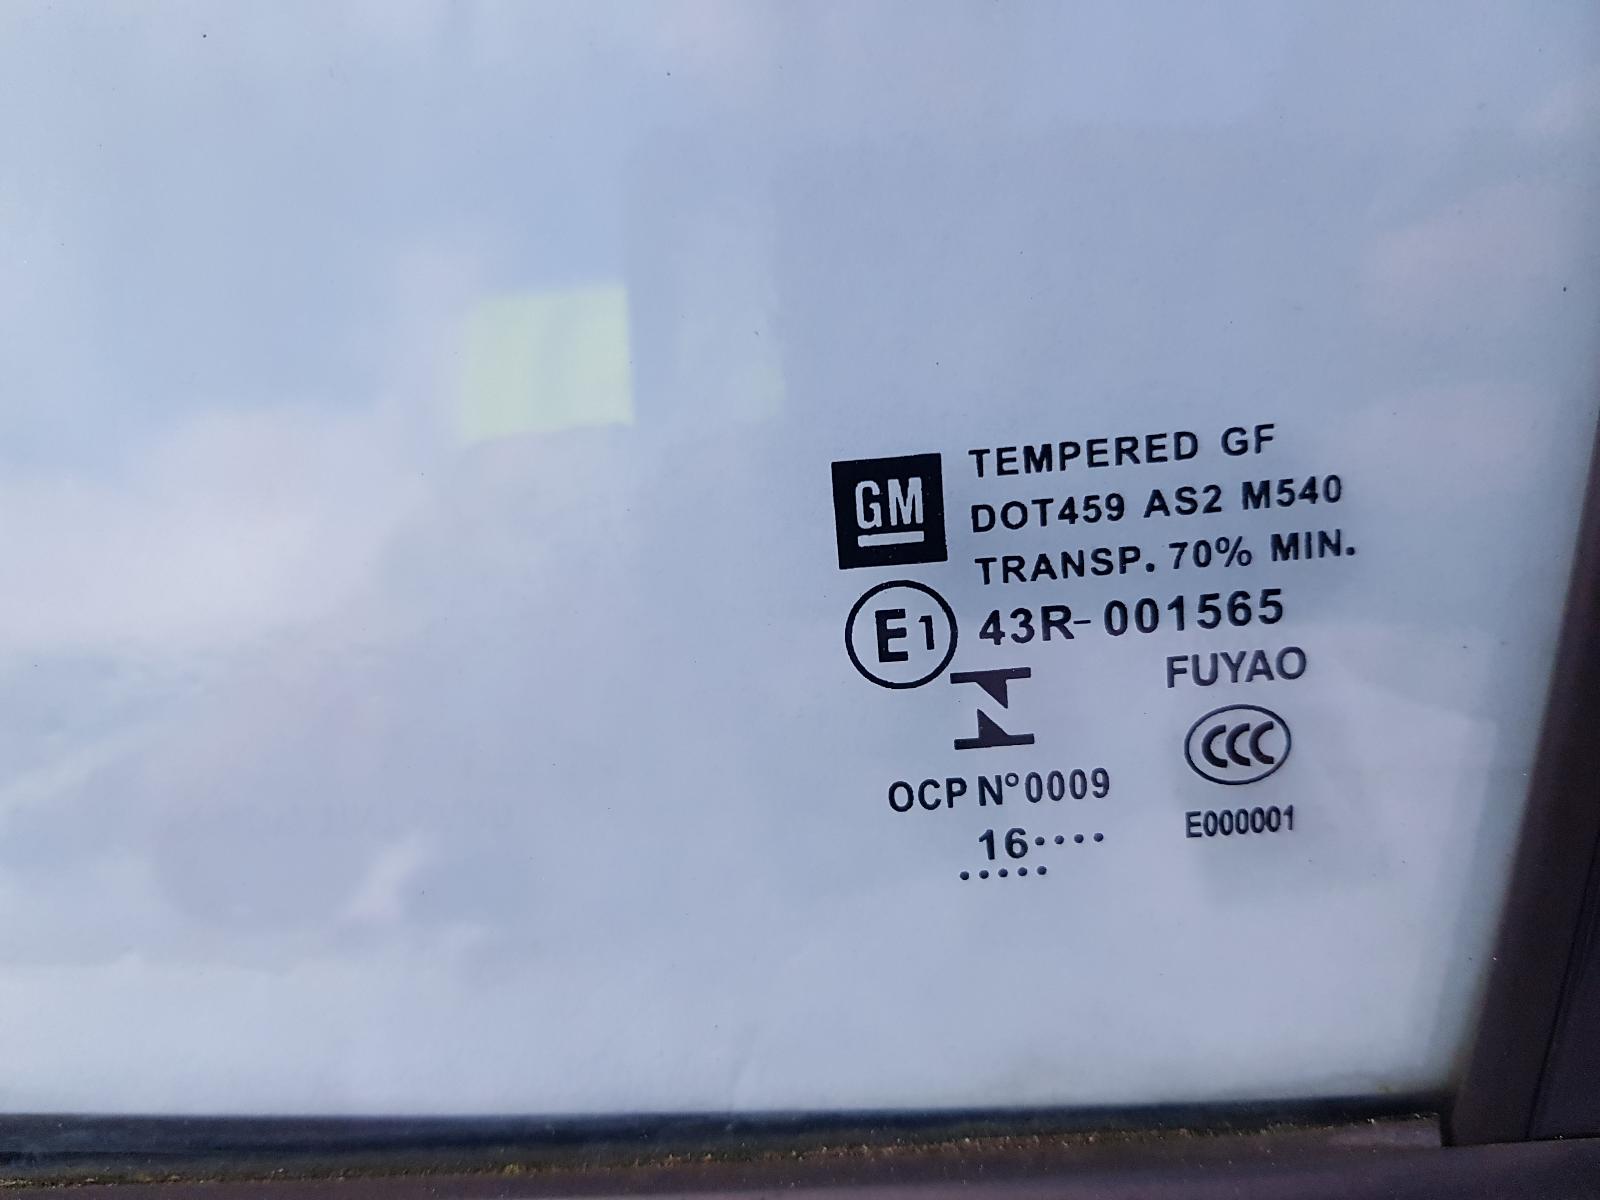 GM
TEMPERED GF
DOT459 AS2 M540
TRANSP. 70% MIN.
E1 43R-001565
FUYAO
CCC
OCP N°0009
E000001
16····
·····